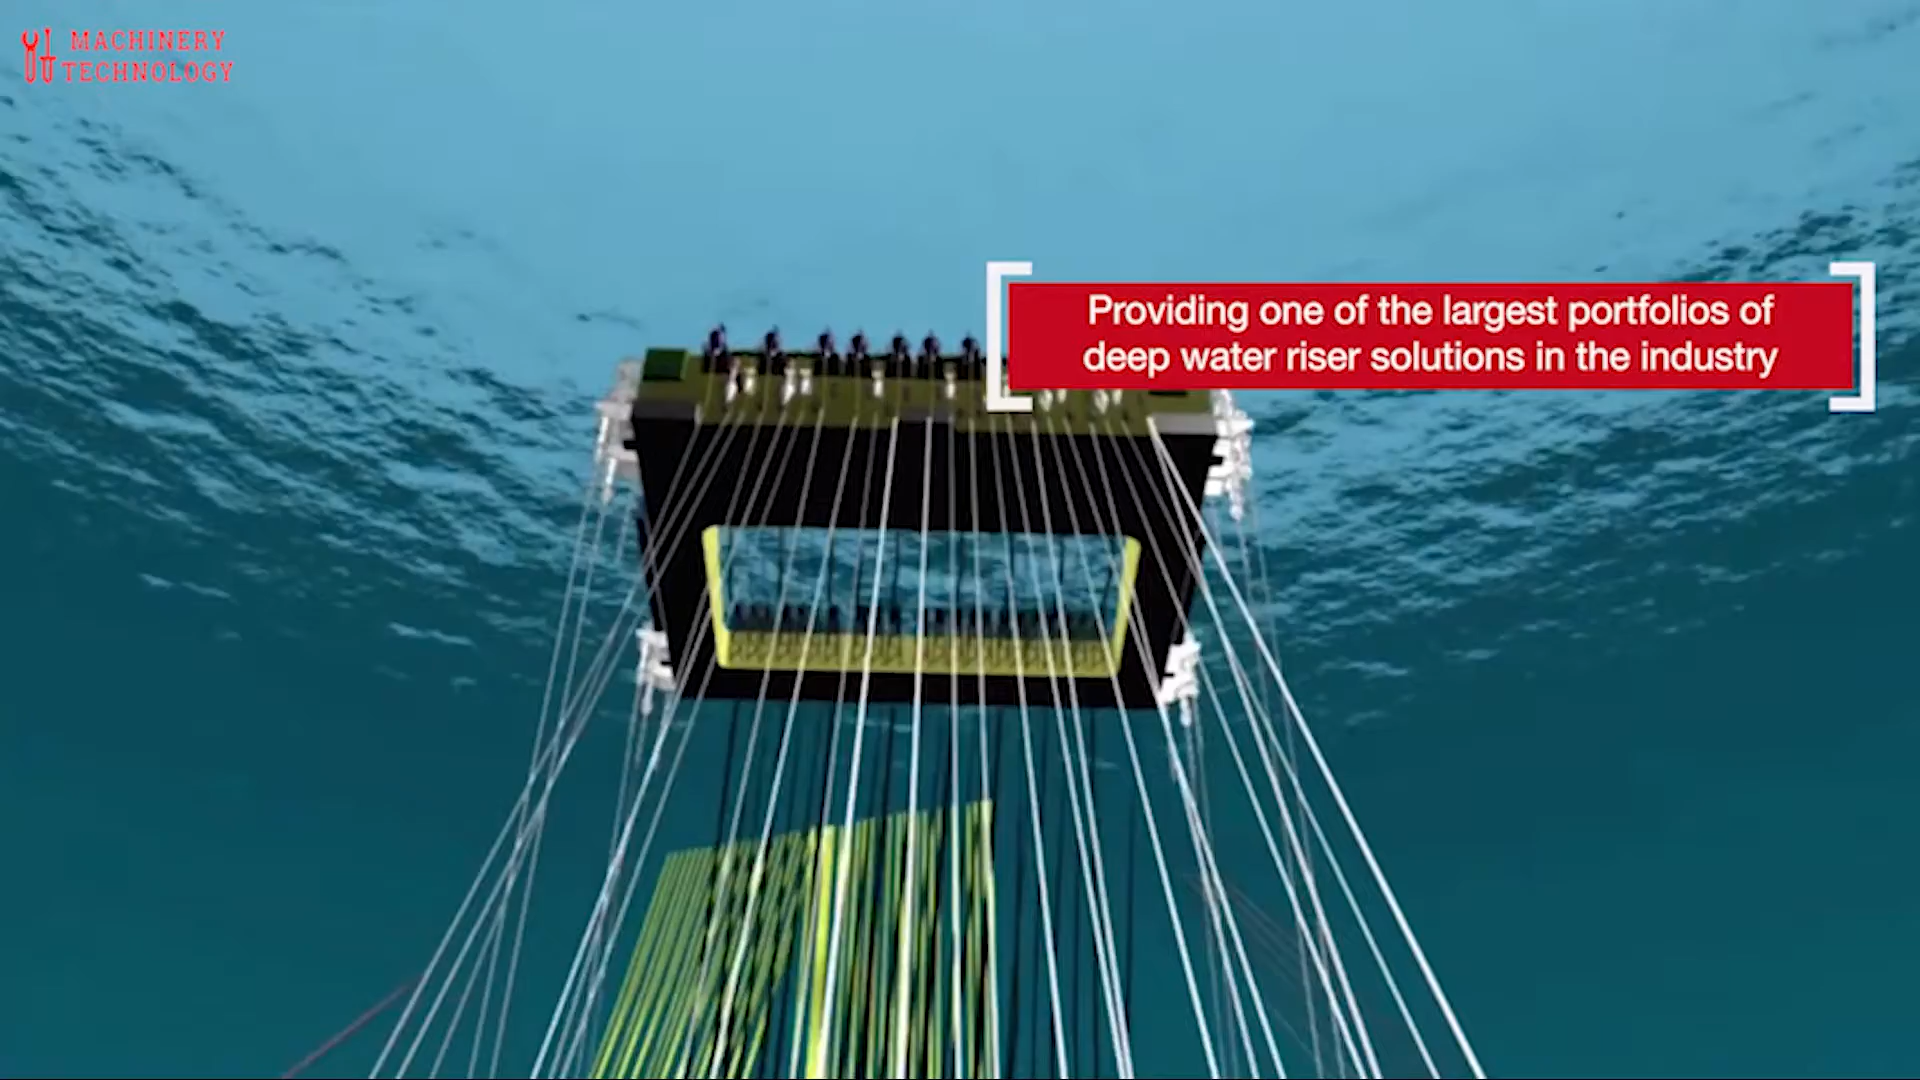 MACHINERY
TECHNOLOGY
Providing one of the largest portfolios of
deep water riser solutions in the industry